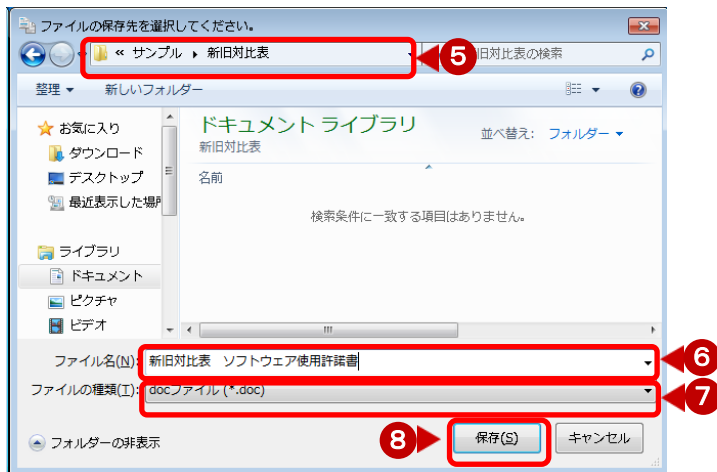 ファイルの保存先を選択してください。
« サンプル ▸ 新旧対比表
5
旧対比表の検索
整理 ▼ 新しいフォルダー
お気に入り
ダウンロード
デスクトップ
最近表示した場所
ライブラリ
ドキュメント
ピクチャ
ビデオ
ドキュメント ライブラリ
新旧対比表
並べ替え: フォルダー ▼
名前
検索条件に一致する項目はありません。
ファイル名(N): 新旧対比表 ソフトウェア使用許諾書
6
ファイルの種類(T): docファイル (*.doc)
7
フォルダーの非表示
8
保存(S)
キャンセル